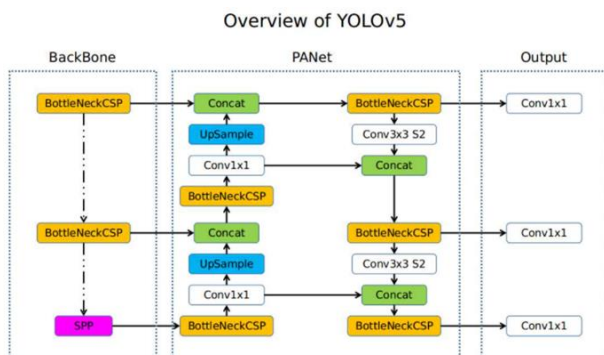 Overview of YOLOv5
BackBone
PANet
Output
BottleNeckCSP
Concat
BottleNeckCSP
Conv1x1
UpSample
Conv3x3 S2
Conv1x1
Concat
BottleNeckCSP
BottleNeckCSP
Concat
BottleNeckCSP
Conv1x1
UpSample
Conv3x3 S2
Conv1x1
Concat
SPP
BottleNeckCSP
BottleNeckCSP
Conv1x1